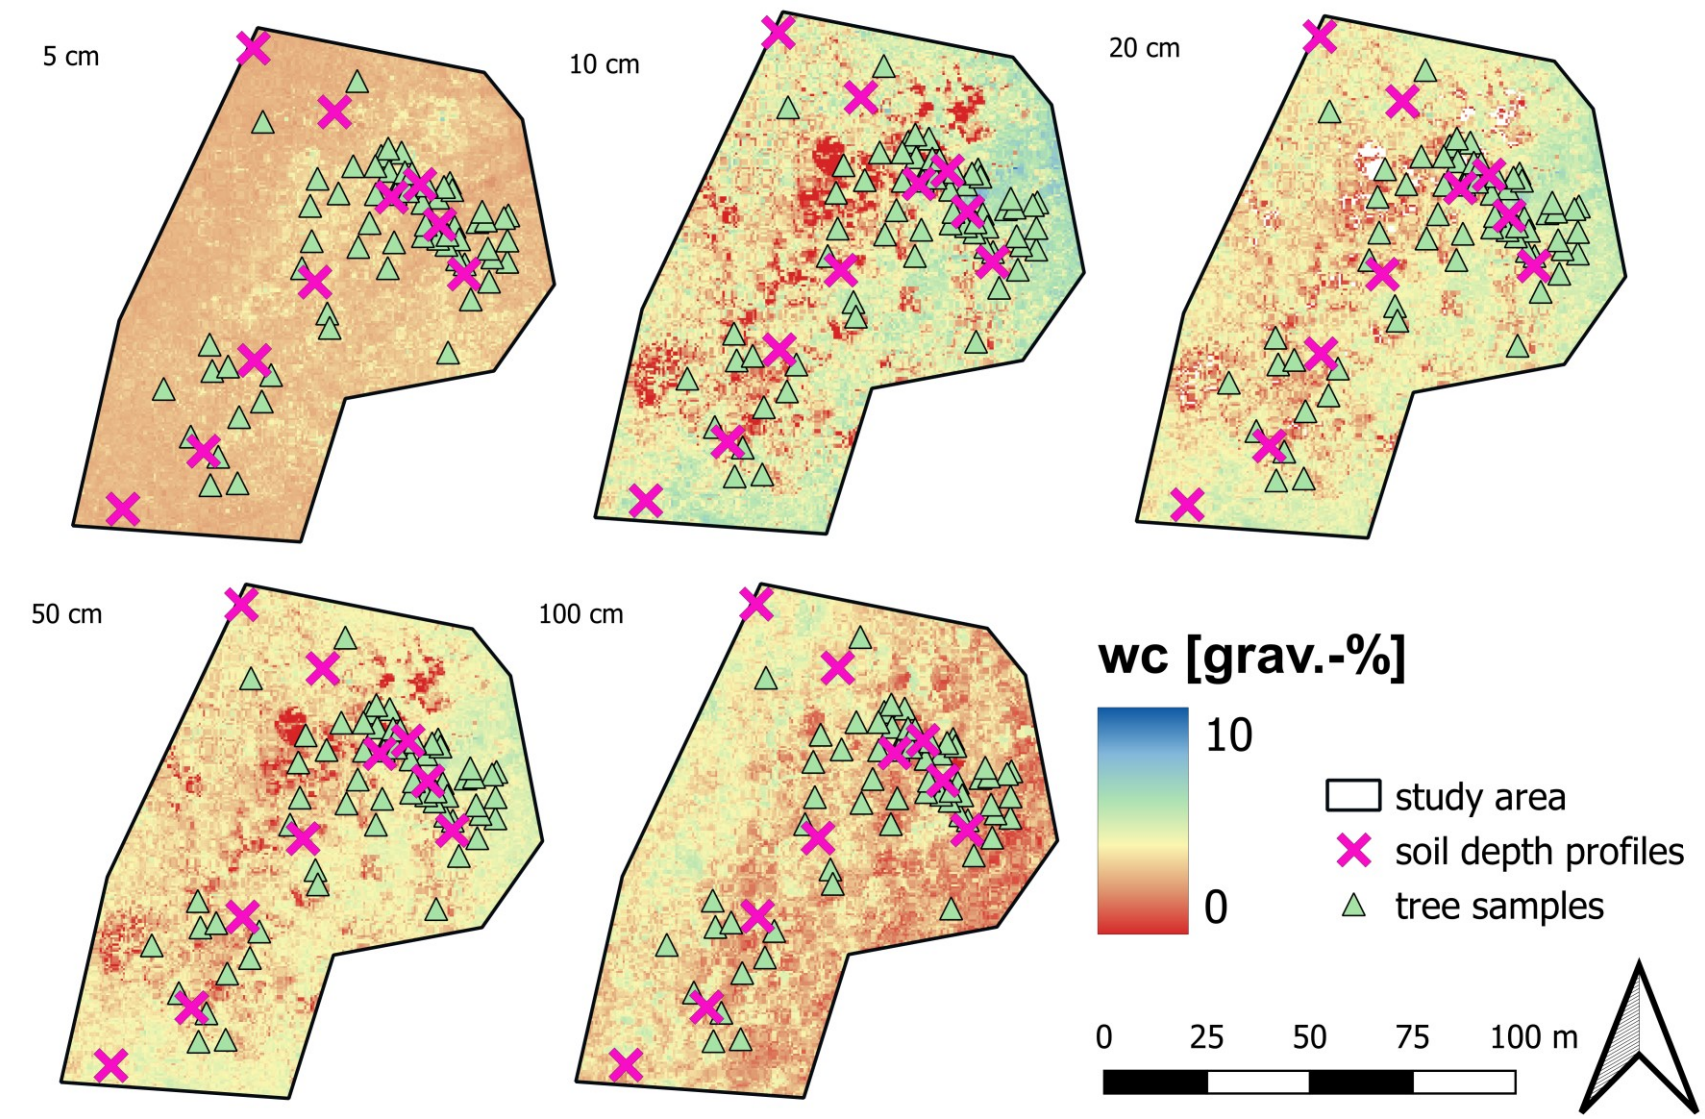 5 cm
10 cm
20 cm
50 cm
100 cm
wc [grav.-%]
10
0
study area
soil depth profiles
tree samples
0 25 50 75 100 m